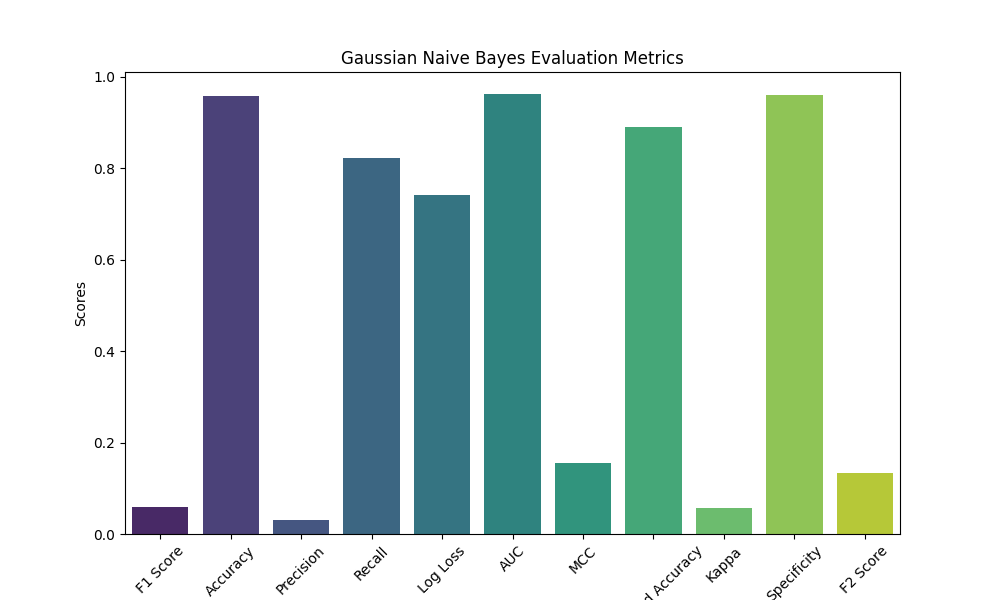 Gaussian Naive Bayes Evaluation Metrics
Scores
1.0
0.8
0.6
0.4
0.2
0.0
F1 Score
Accuracy
Precision
Recall
Log Loss
AUC
MCC
d Accuracy
Kappa
Specificity
F2 Score